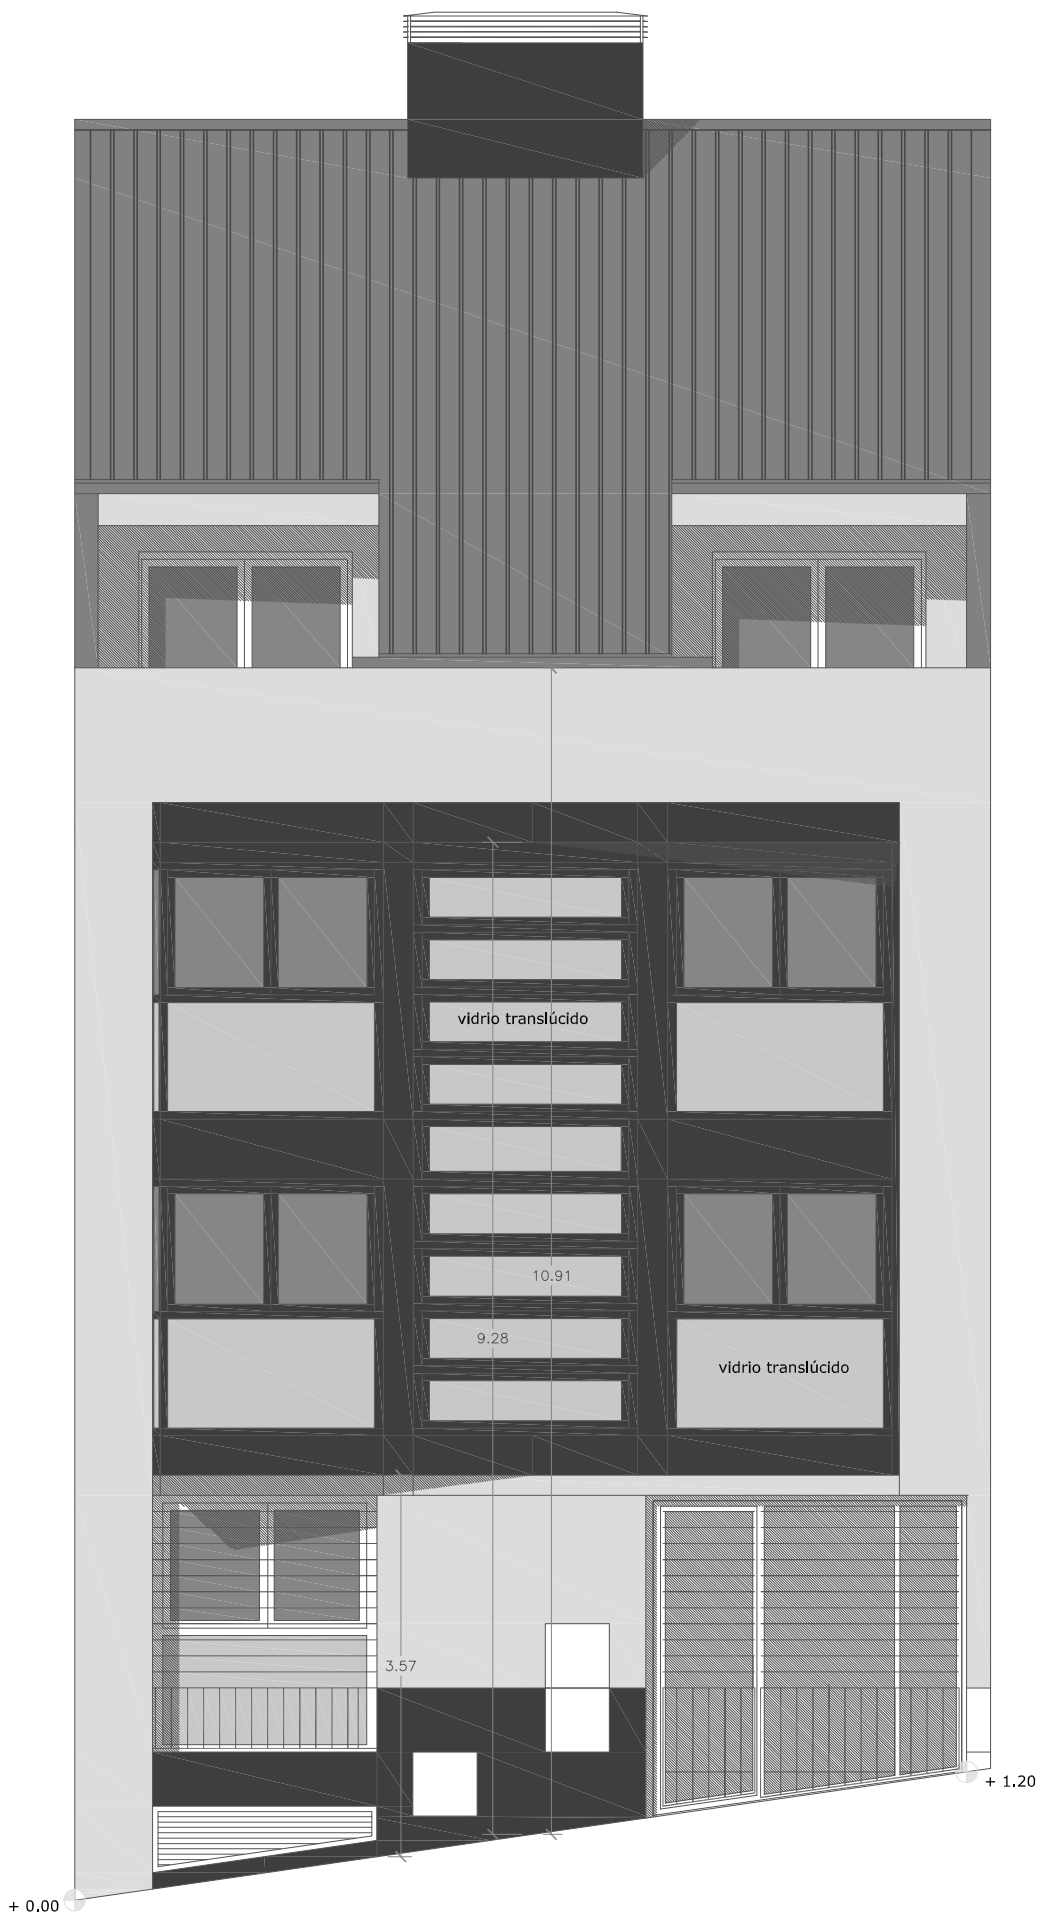 vidrio translúcido
10.91
9.28
vidrio translúcido
3.57
+ 1.20
+ 0.00